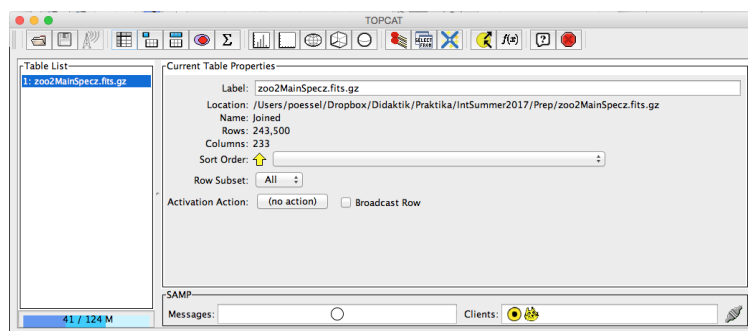 TOPCAT
SELECT
FROM
f(x)
Table List
1: zoo2MainSpecz.fits.gz
41 / 124 M
Current Table Properties
Label: zoo2MainSpecz.fits.gz
Location: /Users/poessel/Dropbox/Didaktik/Praktika/IntSummer2017/Prep/zoo2MainSpecz.fits.gz
Name: Joined
Rows: 243,500
Columns: 233
Sort Order:
Row Subset: All
Activation Action: (no action) Broadcast Row
SAMP
Messages: Clients: